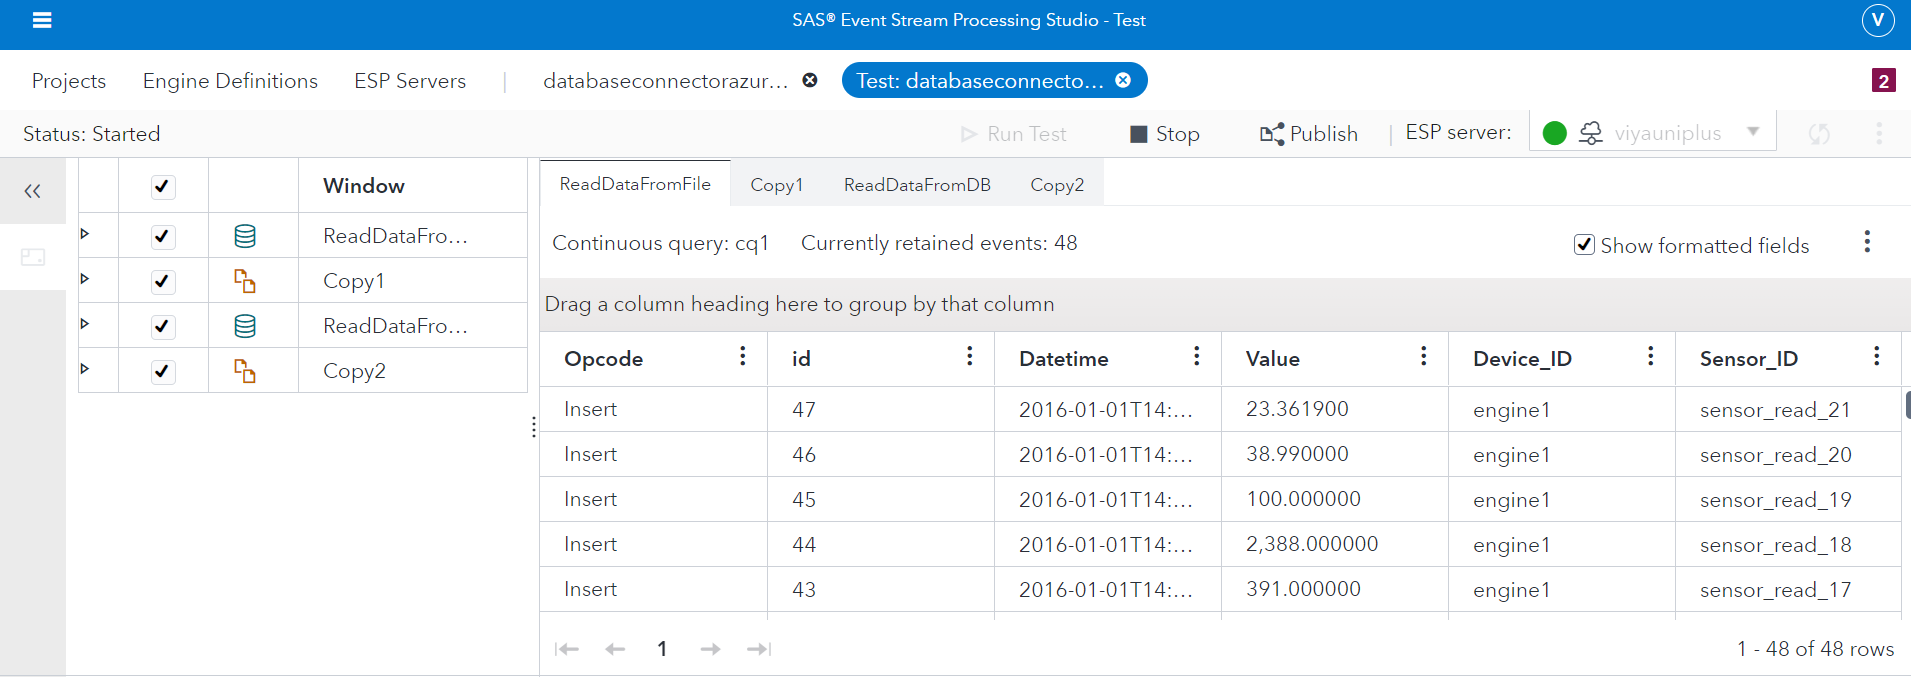 SAS® Event Stream Processing Studio - Test
V
Projects Engine Definitions ESP Servers | databaseconnectorazur... Test: databaseconnecto... 2
Status: Started Run Test Stop Publish | ESP server: viyauniplus
Window
ReadDataFro...
Copy1
ReadDataFro...
Copy2
ReadDataFromFile Copy1 ReadDataFromDB Copy2
Continuous query: cq1 Currently retained events: 48 Show formatted fields
Drag a column heading here to group by that column
Opcode id Datetime Value Device_ID Sensor_ID
Insert 47 2016-01-01T14:... 23.361900 engine1 sensor_read_21
Insert 46 2016-01-01T14:... 38.990000 engine1 sensor_read_20
Insert 45 2016-01-01T14:... 100.000000 engine1 sensor_read_19
Insert 44 2016-01-01T14:... 2,388.000000 engine1 sensor_read_18
Insert 43 2016-01-01T14:... 391.000000 engine1 sensor_read_17
1 1 - 48 of 48 rows